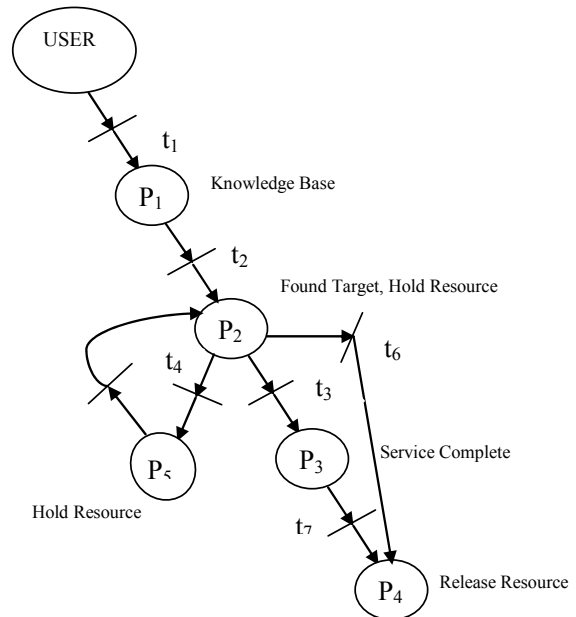 USER
t1
P1
Knowledge Base
t2
Found Target, Hold Resource
P2
t6
t4
t3
P3
Service Complete
P5
Hold Resource
t7
P4
Release Resource